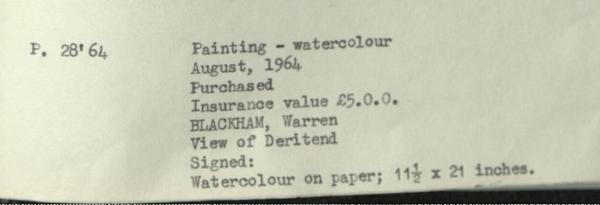 P. 28'64 Painting - watercolour
August, 1964
Purchased
Insurance value £5.0.0.
BLACKHAM, Warren
View of Deritend
Signed:
Watercolour on paper; 11½ x 21 inches.